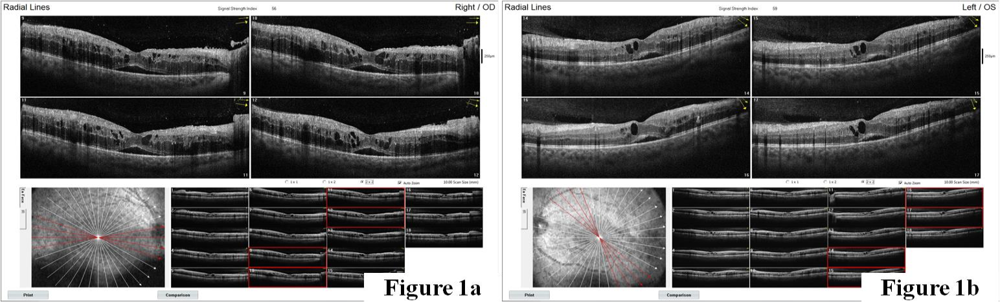 Radial Lines
Signal Strength Index 56
Right / OD
9
10
9
10
11
12
11
12
250µm
1 x 1
1 x 2
2 x 2
Auto Zoom
10.00 Scan Size (mm)
En Face
1
11
16
2
7
12
17
3
8
13
18
4
9
14
5
10
15
Print
Comparison
Figure 1a
Radial Lines
Signal Strength Index 59
Left / OS
14
15
14
15
16
17
16
17
250µm
1 x 1
1 x 2
2 x 2
Auto Zoom
10.00 Scan Size (mm)
En Face
1
11
16
2
7
12
17
3
8
13
18
4
9
14
5
10
15
Print
Comparison
Figure 1b